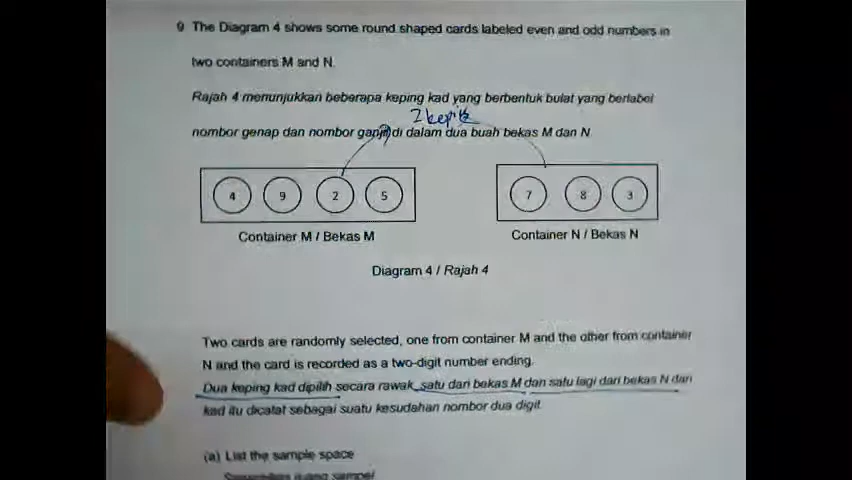 9 The Diagram 4 shows some round shaped cards labeled even and odd numbers in
two containers M and N.
Rajah 4 menunjukkan beberapa keping kad yang berbentuk bulat yang berlabel
2 kepin
nombor genap dan nombor ganjil di dalam dua buah bekas M dan N
4 9 2 5 7 8 3
Container M / Bekas M Container N / Bekas N
Diagram 4 / Rajah 4
Two cards are randomly selected, one from container M and the other from container
N and the card is recorded as a two-digit number ending.
Dua keping kad dipilih secara rawak, satu dari bekas M dan satu lagi dari bekas N dan
kad itu dicatat sebagai suatu kesudahan nombor dua digit.
(a) List the sample space
Senaraikan ruang sampel